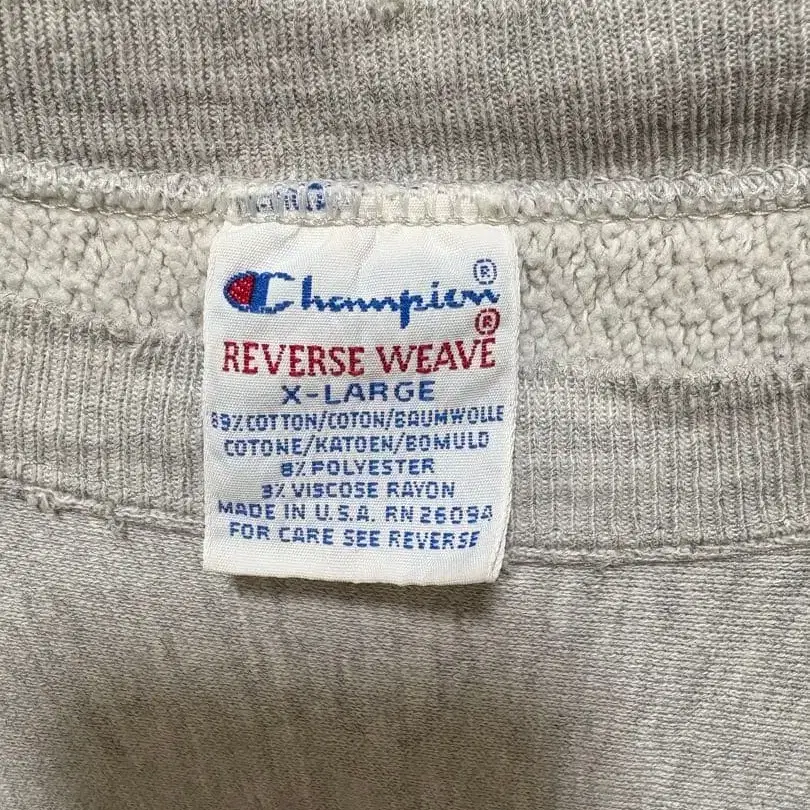 Champion®
®
REVERSE WEAVE
X-LARGE
89% COTTON/COTON/BAUMWOLLE
COTONE/KATOEN/BOMULD
8% POLYESTER
3% VISCOSE RAYON
MADE IN U.S.A. RN 26094
FOR CARE SEE REVERSE